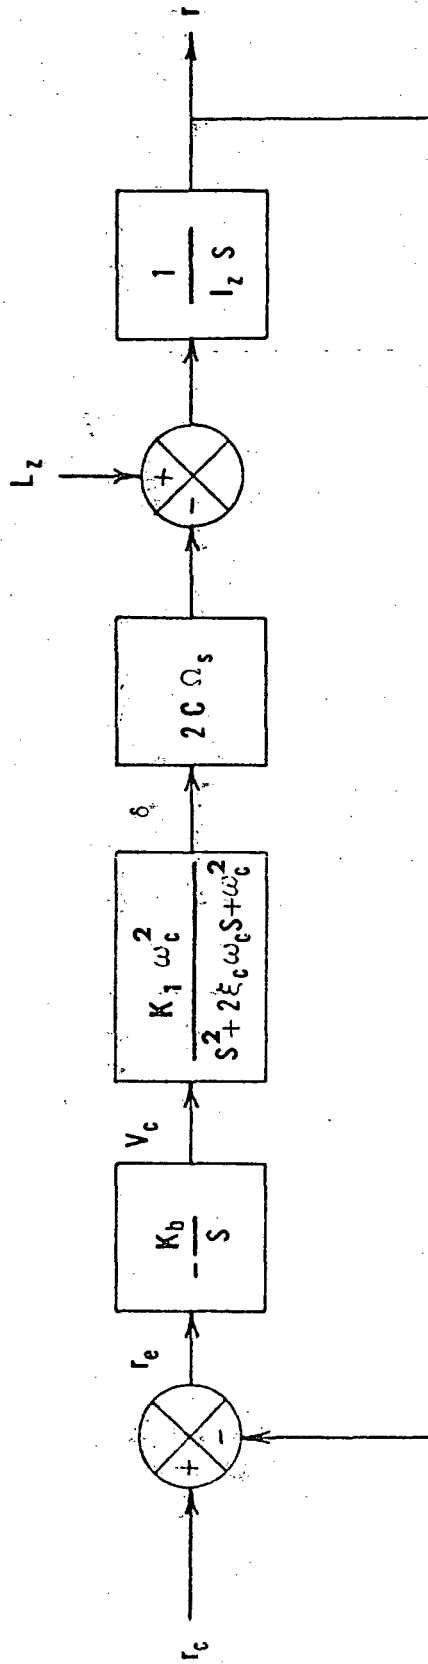 r_c
+
−
r_e
− K_b / S
V_c
K_1 ω_c^2 / S^2 + 2ξ_c ω_c S + ω_c^2
δ
2 C Ω_s
L_z
+
−
1 / I_z S
r